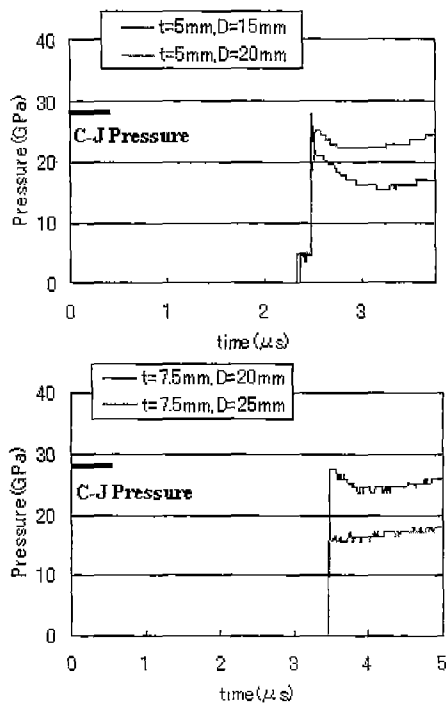 t=5mm,D=15mm
t=5mm,D=20mm
40
30
20
10
0
C-J Pressure
Pressure(GPa)
0 1 2 3
time(μs)
t=7.5mm,D=20mm
t=7.5mm,D=25mm
40
30
20
10
0
C-J Pressure
Pressure(GPa)
0 1 2 3 4 5
time(μs)